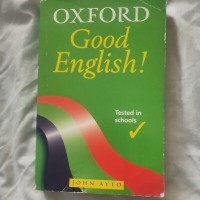 OXFORD
Good
English!
Tested in
schools
JOHN AYTO